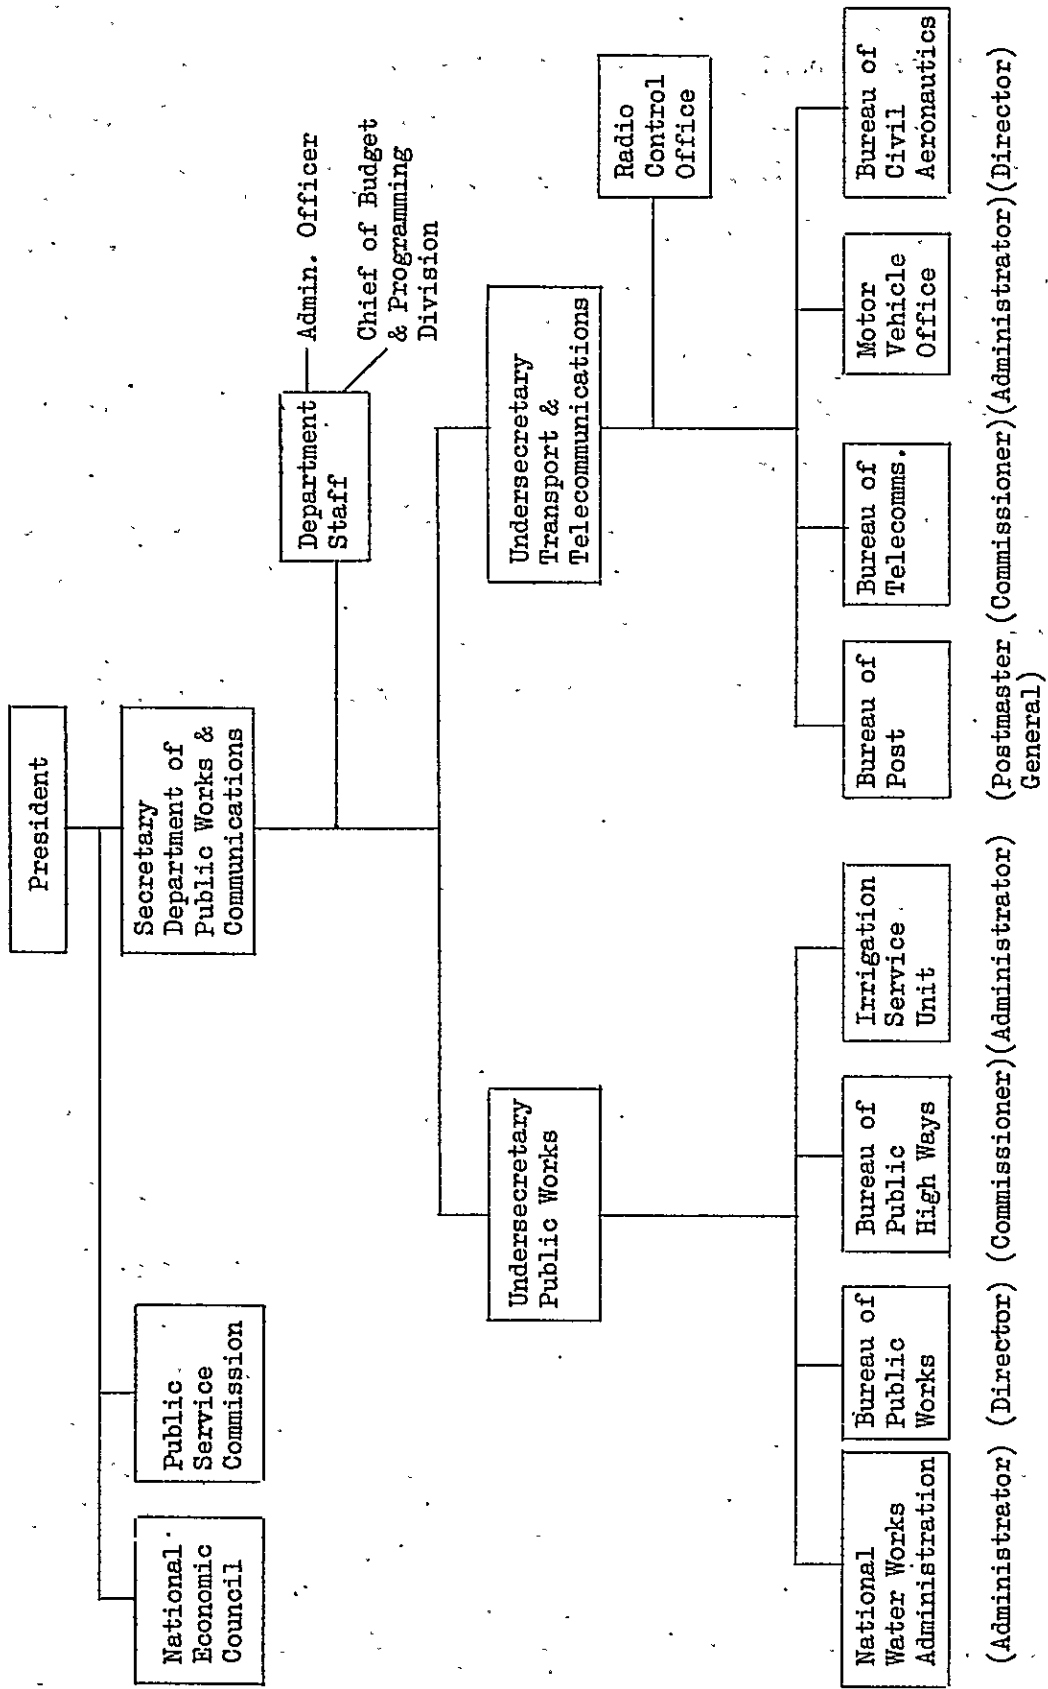 President
National
Economic
Council
Public
Service
Commission
Secretary
Department of
Public Works &
Communications
Department
Staff
Admin. Officer
Chief of Budget
& Programming
Division
Undersecretary
Public Works
Undersecretary
Transport &
Telecommunications
Radio
Control
Office
National
Water Works
Administration
Bureau of
Public
Works
Bureau of
Public
High Ways
Irrigation
Service
Unit
Bureau of
Post
Bureau of
Telecomms.
Motor
Vehicle
Office
Bureau of
Civil
Aeronautics
(Administrator) (Director) (Commissioner)(Administrator) (Postmaster, (Commissioner)(Administrator)(Director)
General)